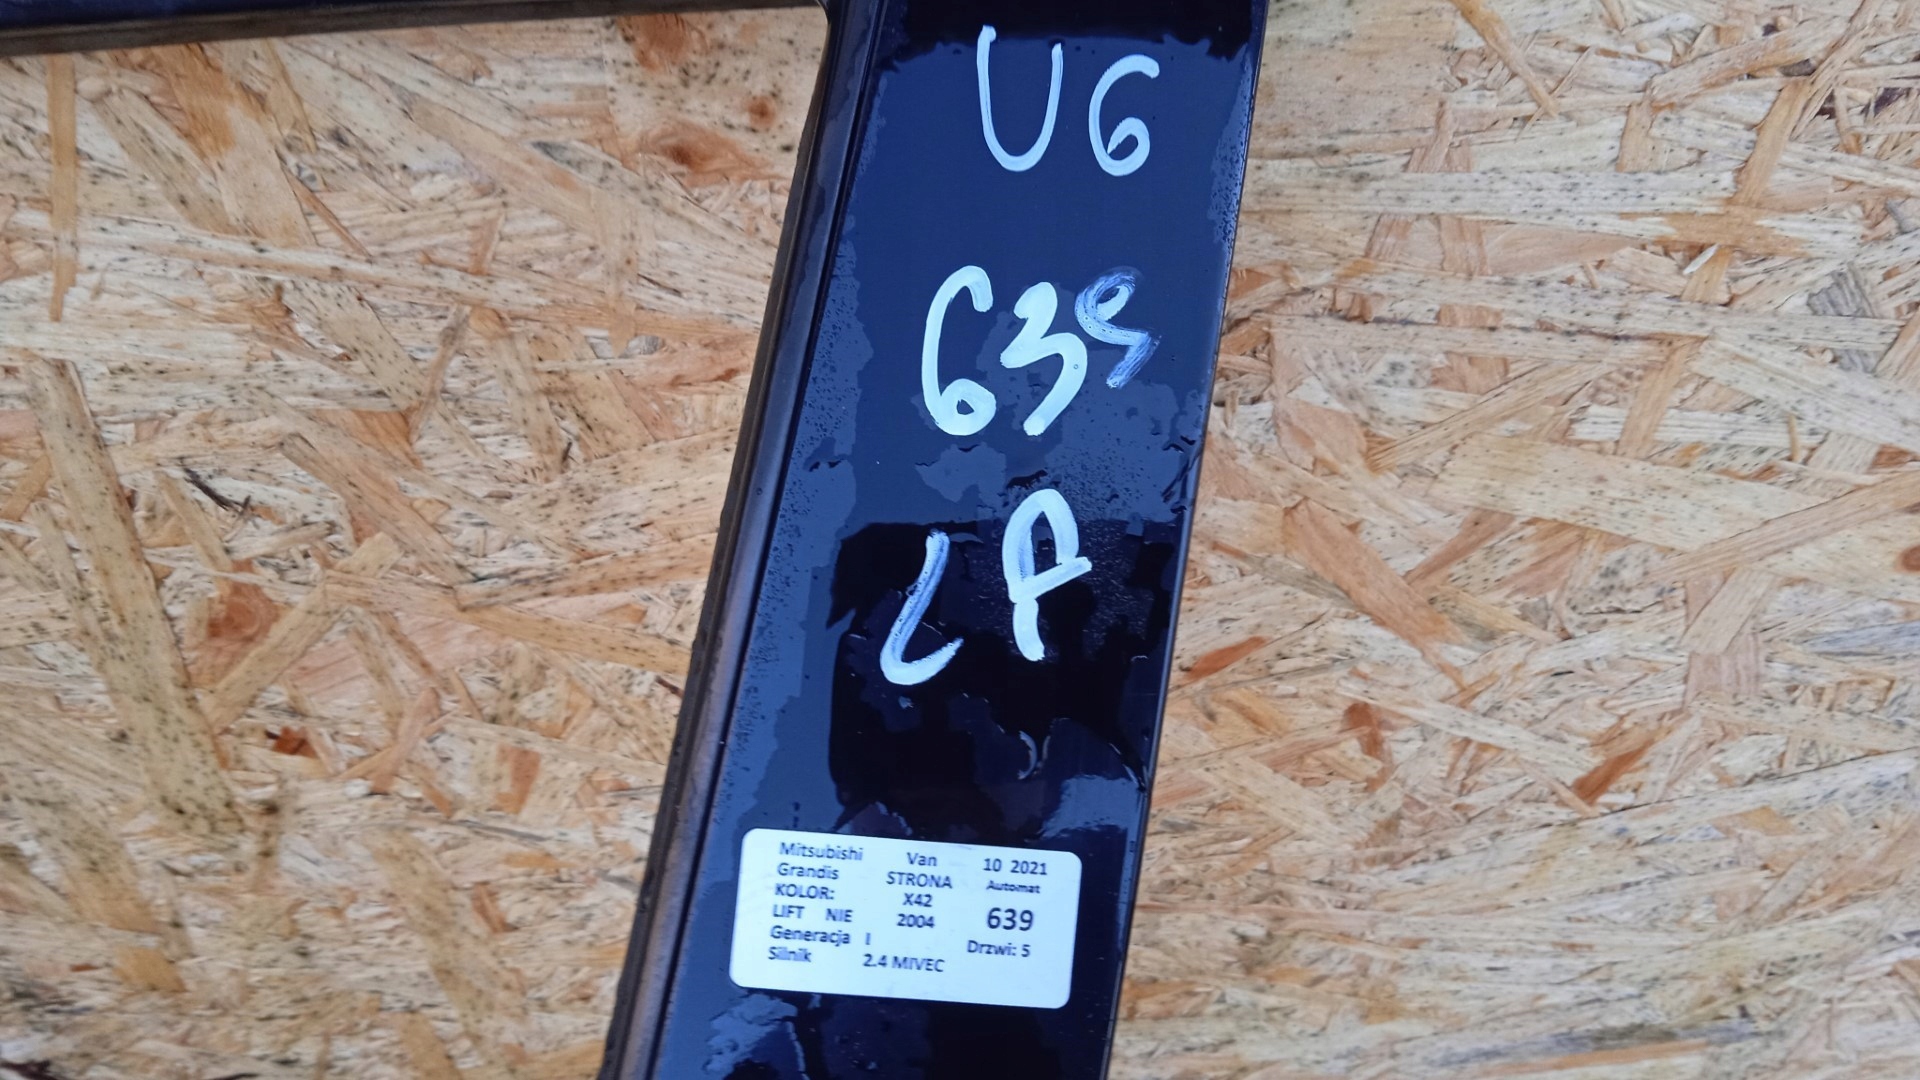 U6
639
LP
Mitsubishi Van 10 2021
Grandis STRONA Automat
KOLOR: X42
LIFT NIE 2004 639
Generacja I Drzwi: 5
Silnik 2.4 MIVEC